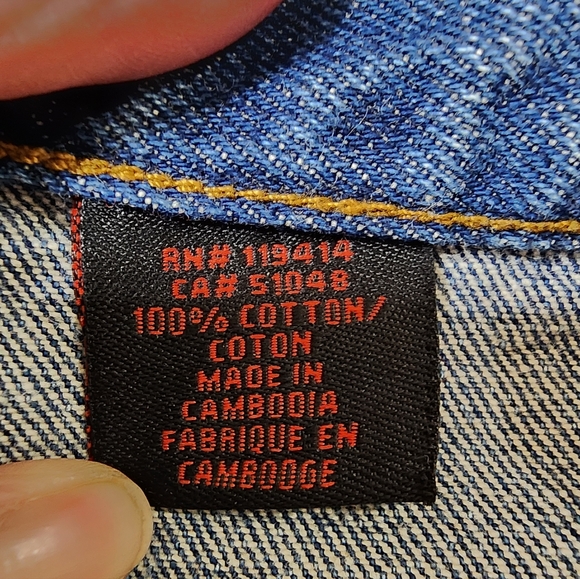 RN# 119414
CA# 51048
100% COTTON/
COTON
MADE IN
CAMBODIA
FABRIQUE EN
CAMBODGE